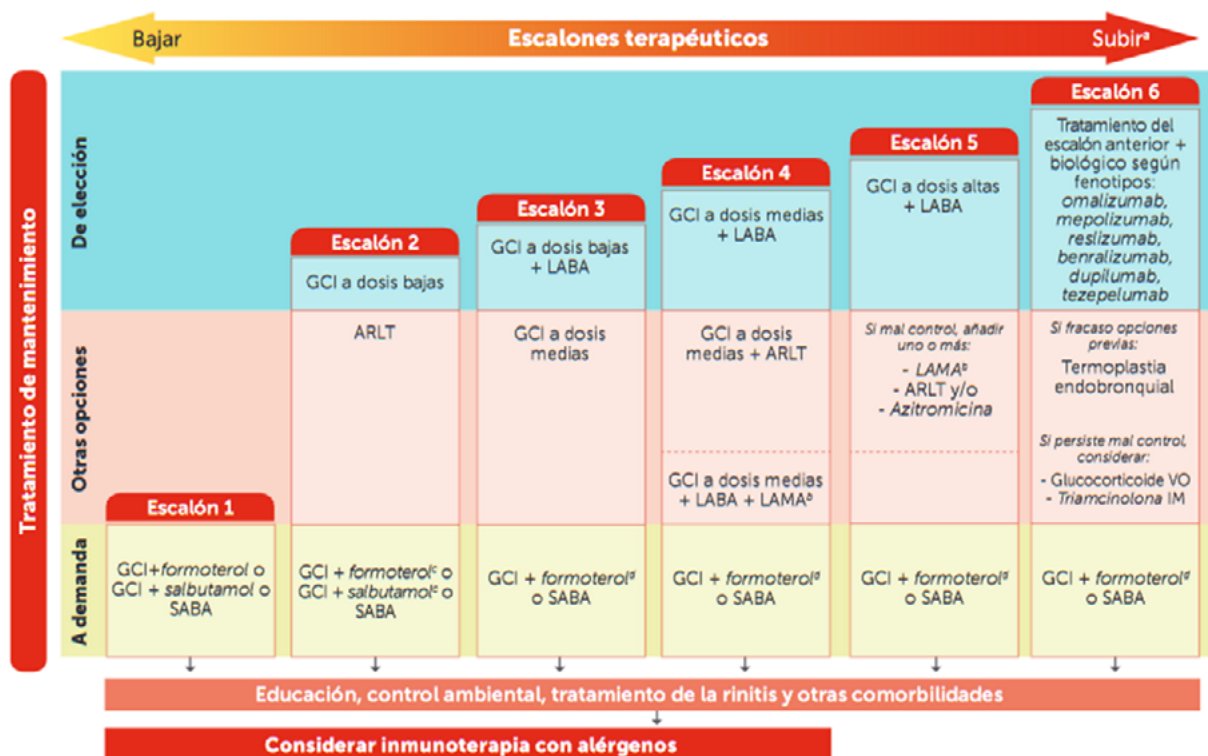 Bajar
Escalones terapéuticos
Subirª
Tratamiento de mantenimiento
De elección
Otras opciones
A demanda
Escalón 1
GCI+formoterol o
GCI + salbutamol o
SABA
Escalón 2
GCI a dosis bajas
ARLT
GCI + formoterolᶜ o
GCI + salbutamolᶜ o
SABA
Escalón 3
GCI a dosis bajas
+ LABA
GCI a dosis
medias
GCI + formoterolᵈ
o SABA
Escalón 4
GCI a dosis medias
+ LABA
GCI a dosis
medias + ARLT
GCI a dosis medias
+ LABA + LAMAᵇ
GCI + formoterolᵈ
o SABA
Escalón 5
GCI a dosis altas
+ LABA
Si mal control, añadir
uno o más:
- LAMAᵇ
- ARLT y/o
- Azitromicina
GCI + formoterolᵈ
o SABA
Escalón 6
Tratamiento del
escalón anterior +
biológico según
fenotipos:
omalizumab,
mepolizumab,
reslizumab,
benralizumab,
dupilumab,
tezepelumab
Si fracaso opciones
previas:
Termoplastia
endobronquial
Si persiste mal control,
considerar:
- Glucocorticoide VO
- Triamcinolona IM
GCI + formoterolᵈ
o SABA
Educación, control ambiental, tratamiento de la rinitis y otras comorbilidades
Considerar inmunoterapia con alérgenos